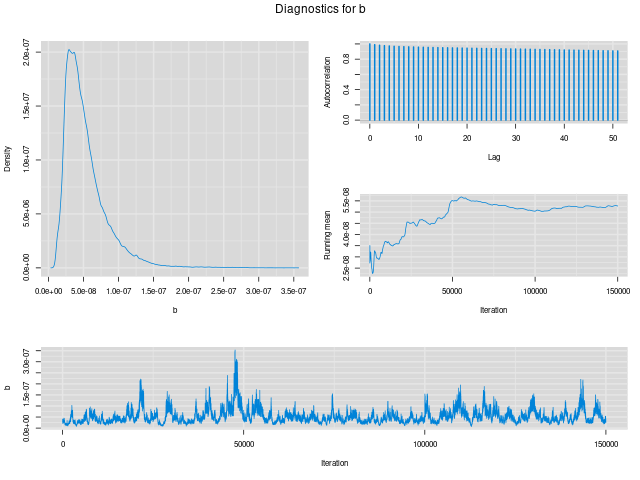 Diagnostics for b
Density
0.0e+00 5.0e-06 1.0e+07 1.5e+07 2.0e+07
0.0e+00 5.0e-08 1.0e-07 1.5e-07 2.0e-07 2.5e-07 3.0e-07 3.5e-07
b
Autocorrelation
0.0 0.4 0.8
0 10 20 30 40 50
Lag
Running mean
2.5e-08 4.0e-08 5.5e-08
0 50000 100000 150000
Iteration
b
0.0e+00 1.5e-07 3.0e-07
0 50000 100000 150000
Iteration